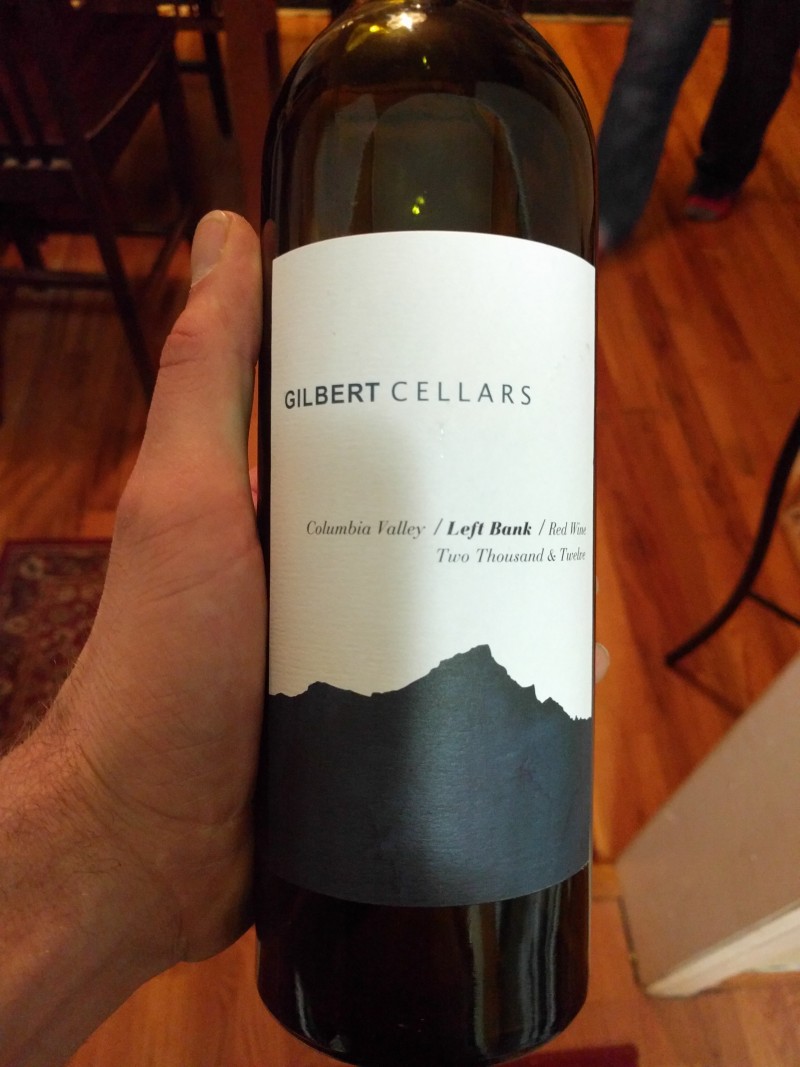 GILBERT CELLARS
Columbia Valley / Left Bank / Red Wine
Two Thousand & Twelve